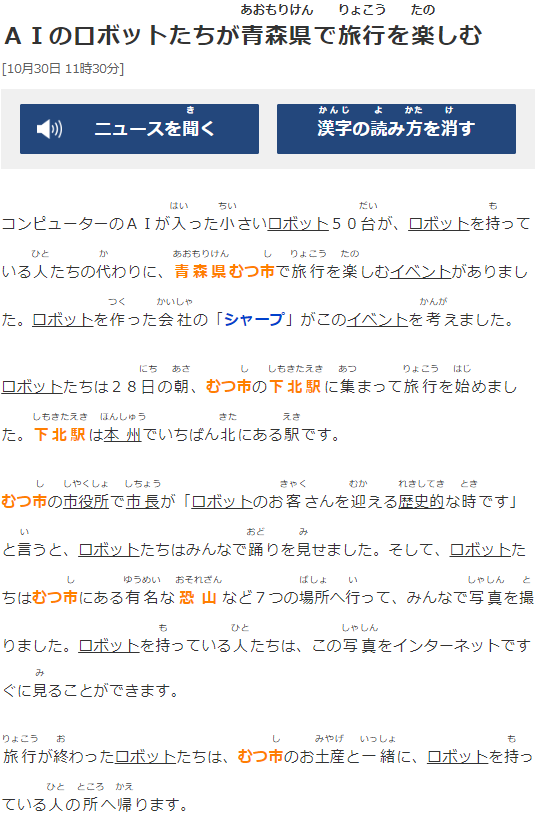 あおもりけん りょこう たの
ＡＩのロボットたちが青森県で旅行を楽しむ
[10月30日 11時30分]
き
ニュースを聞く
かんじ よ かた け
漢字の読み方を消す
はい ちい だい も
コンピューターのＡＩが入った小さいロボット５０台が、ロボットを持って
ひと か あおもりけん し りょこう たの
いる人たちの代わりに、青森県むつ市で旅行を楽しむイベントがありまし
つく かいしゃ かんが
た。ロボットを作った会社の「シャープ」がこのイベントを考えました。
にち あさ し しもきたえき あつ りょこう はじ
ロボットたちは２８日の朝、むつ市の下北駅に集まって旅行を始めまし
しもきたえき ほんしゅう きた えき
た。下北駅は本州でいちばん北にある駅です。
し しやくしょ しちょう きゃく むか れきしてき とき
むつ市の市役所で市長が「ロボットのお客さんを迎える歴史的な時です」
い おど み
と言うと、ロボットたちはみんなで踊りを見せました。そして、ロボットた
し ゆうめい おそれざん ばしょ い しゃしん と
ちはむつ市にある有名な恐山など７つの場所へ行って、みんなで写真を撮
も ひと しゃしん
りました。ロボットを持っている人たちは、この写真をインターネットです
み
ぐに見ることができます。
りょこう お し みやげ いっしょ も
旅行が終わったロボットたちは、むつ市のお土産と一緒に、ロボットを持っ
ひと ところ かえ
ている人の所へ帰ります。